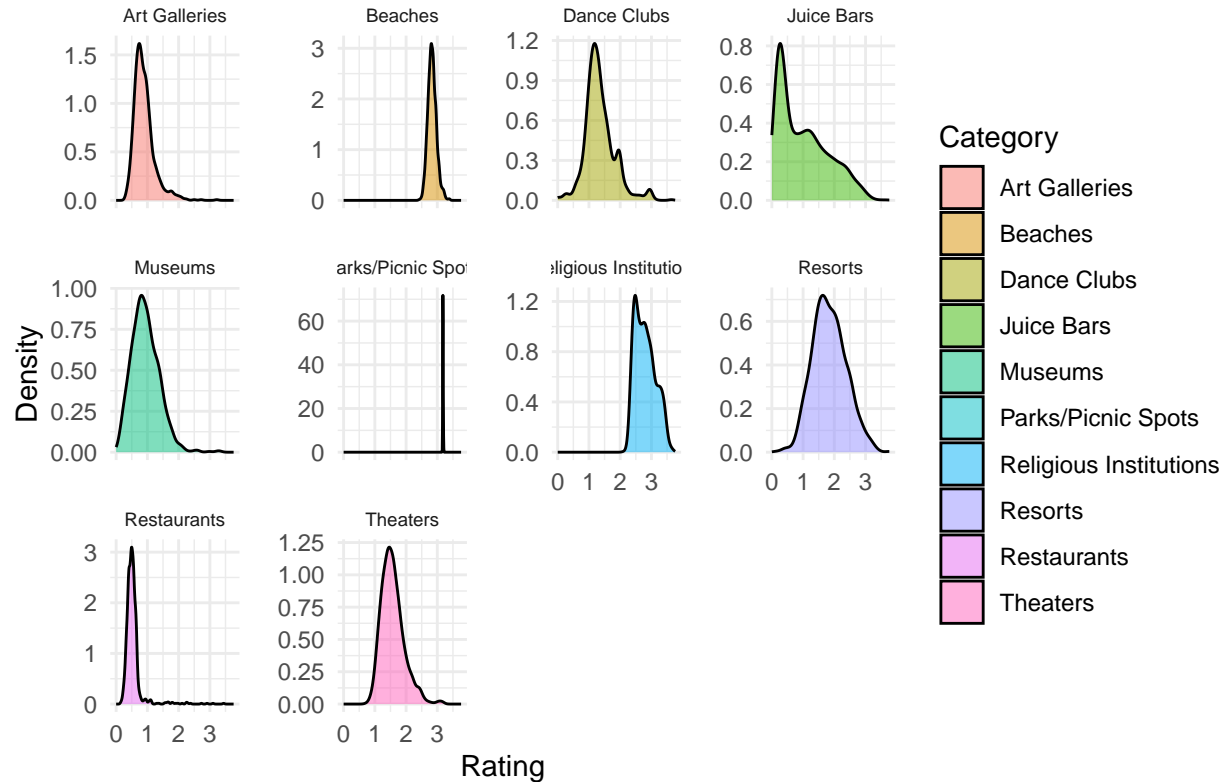 Art Galleries
Beaches
Dance Clubs
Juice Bars
1.5
1.0
0.5
0.0
3
2
1
0
1.2
0.9
0.6
0.3
0.0
0.8
0.6
0.4
0.2
0.0
Museums
arks/Picnic Spot
eligious Institutio
Resorts
1.00
0.75
0.50
0.25
0.00
60
40
20
0
1.2
0.8
0.4
0.0
0 1 2 3
0.6
0.4
0.2
0.0
0 1 2 3
Restaurants
Theaters
3
2
1
0
0 1 2 3
1.25
1.00
0.75
0.50
0.25
0.00
0 1 2 3
Density
Rating
Category
Art Galleries
Beaches
Dance Clubs
Juice Bars
Museums
Parks/Picnic Spots
Religious Institutions
Resorts
Restaurants
Theaters